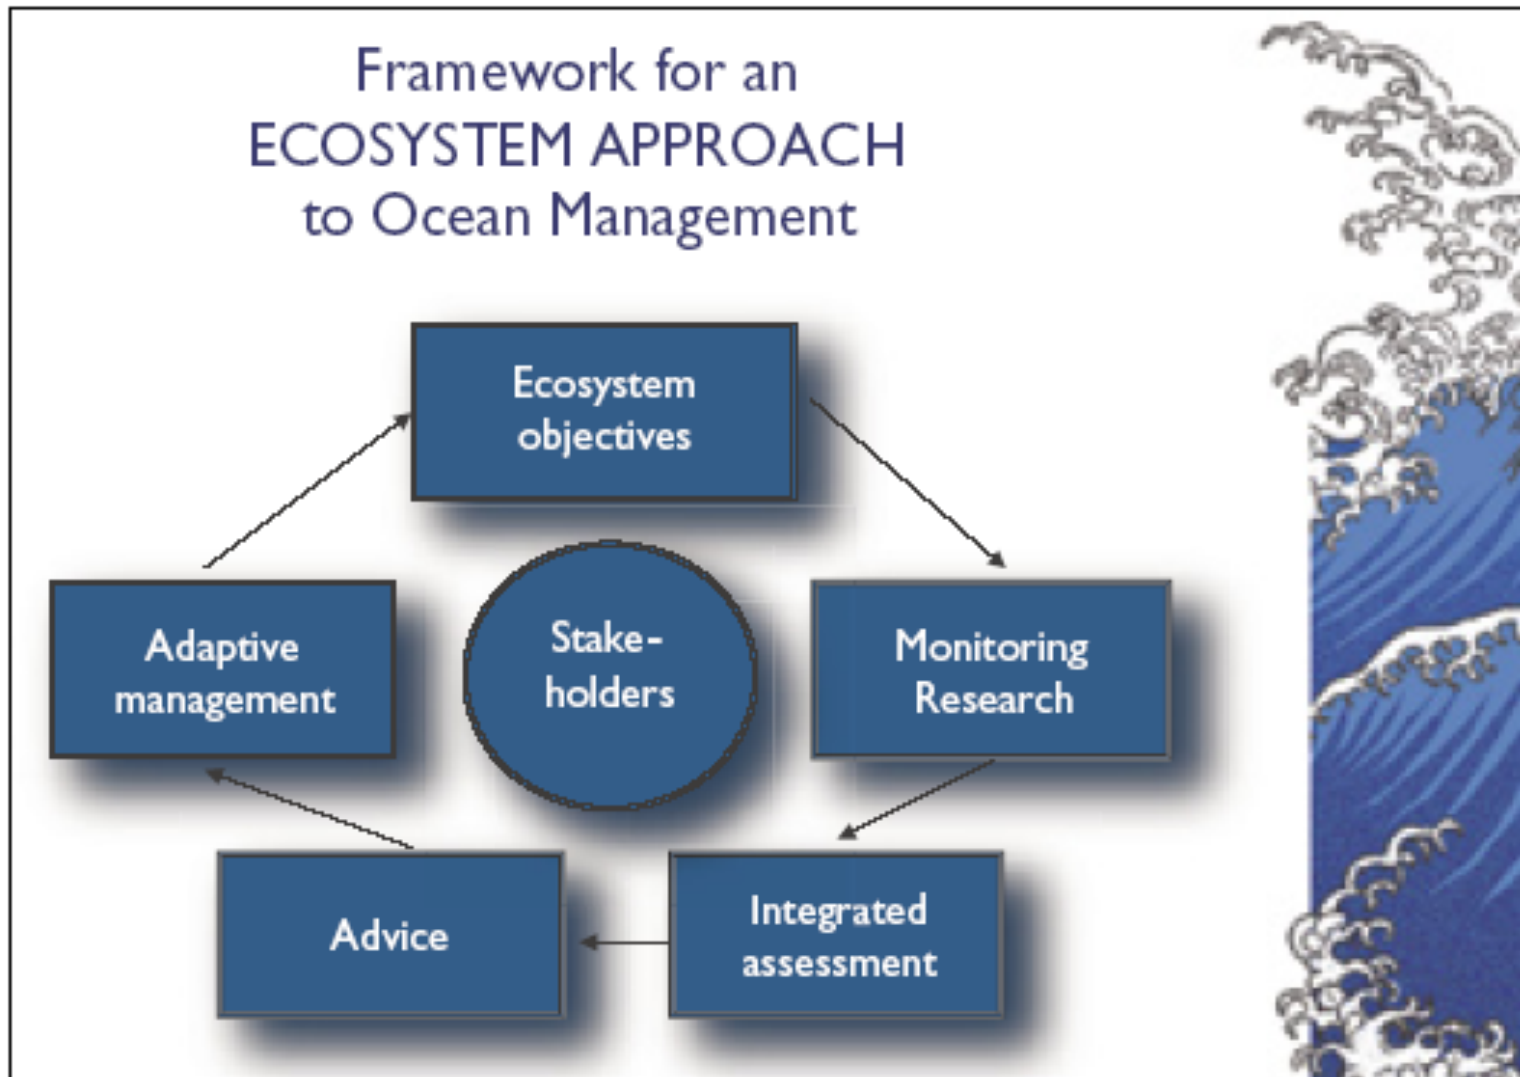 Framework for an
ECOSYSTEM APPROACH
to Ocean Management
Ecosystem
objectives
Adaptive
management
Stake-
holders
Monitoring
Research
Advice
Integrated
assessment